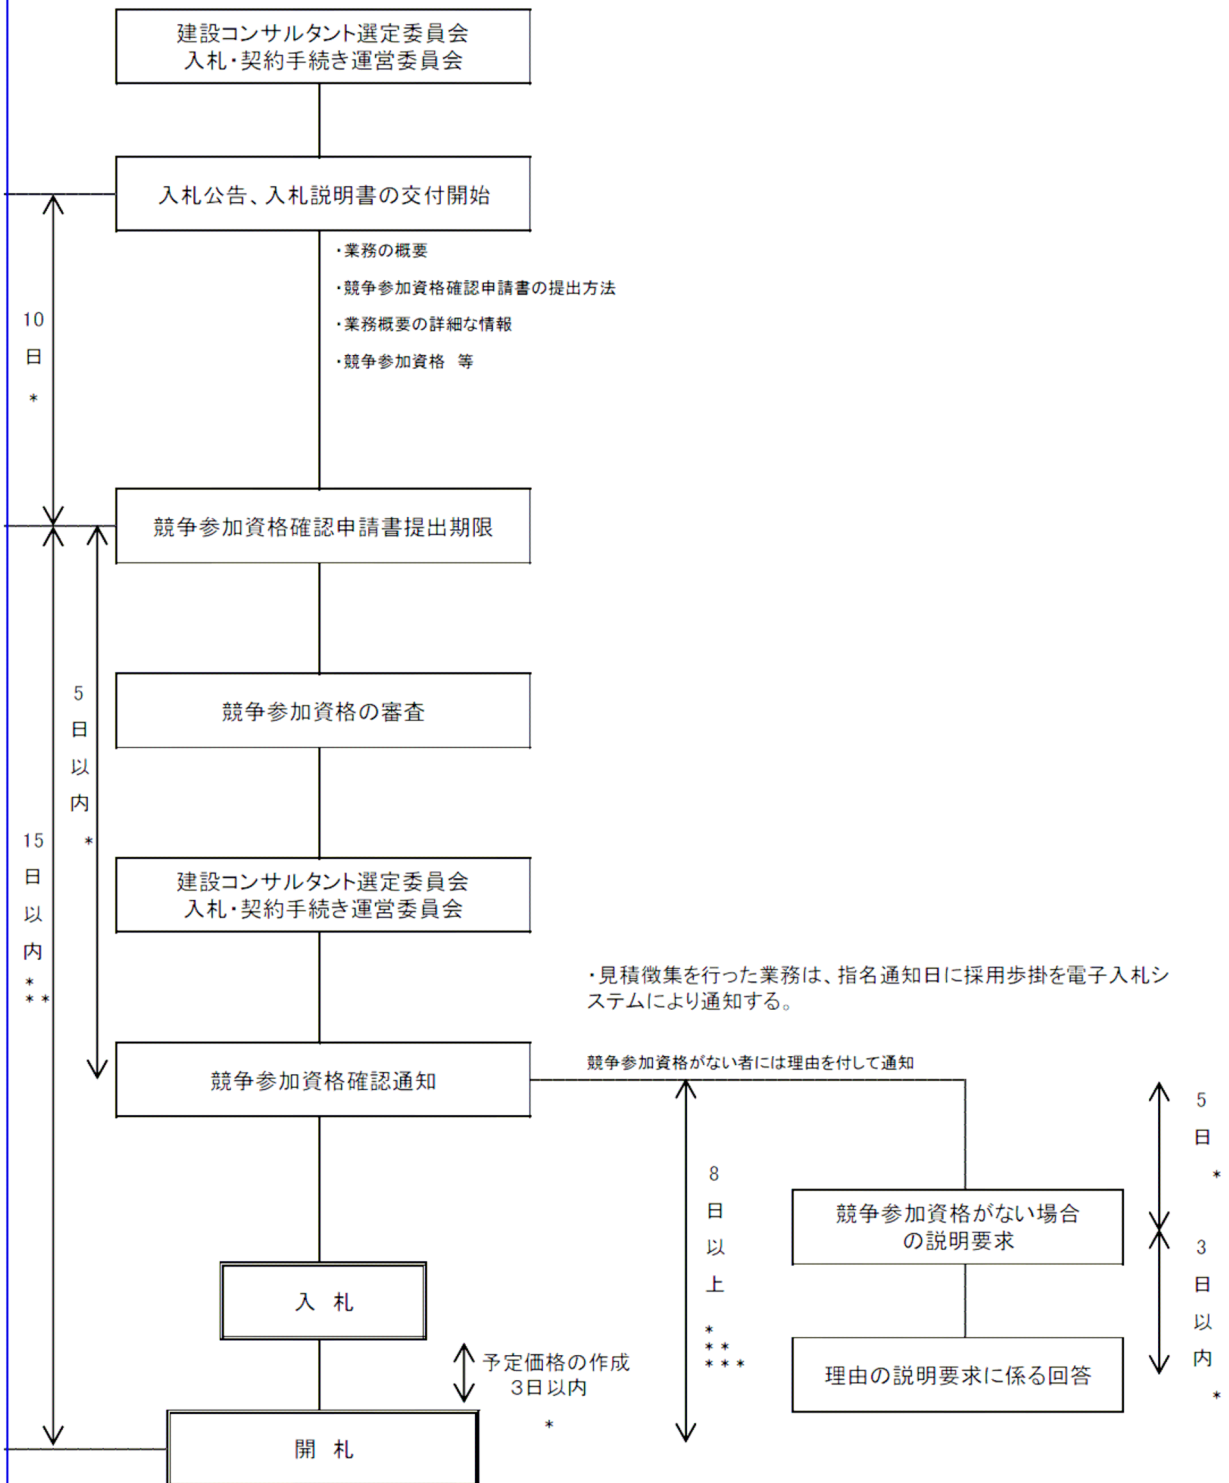 建設コンサルタント選定委員会
入札・契約手続き運営委員会
入札公告、入札説明書の交付開始
・業務の概要
・競争参加資格確認申請書の提出方法
・業務概要の詳細な情報
・競争参加資格　等
10
日
*
競争参加資格確認申請書提出期限
競争参加資格の審査
5
日
以
内
*
15
日
以
内
*
**
建設コンサルタント選定委員会
入札・契約手続き運営委員会
・見積徴集を行った業務は、指名通知日に採用歩掛を電子入札シ
ステムにより通知する。
競争参加資格がない者には理由を付して通知
競争参加資格確認通知
5
日
*
8
日
以
上
*
**
***
競争参加資格がない場合
の説明要求
3
日
以
内
*
理由の説明要求に係る回答
入　札
予定価格の作成
3日以内
*
開　札